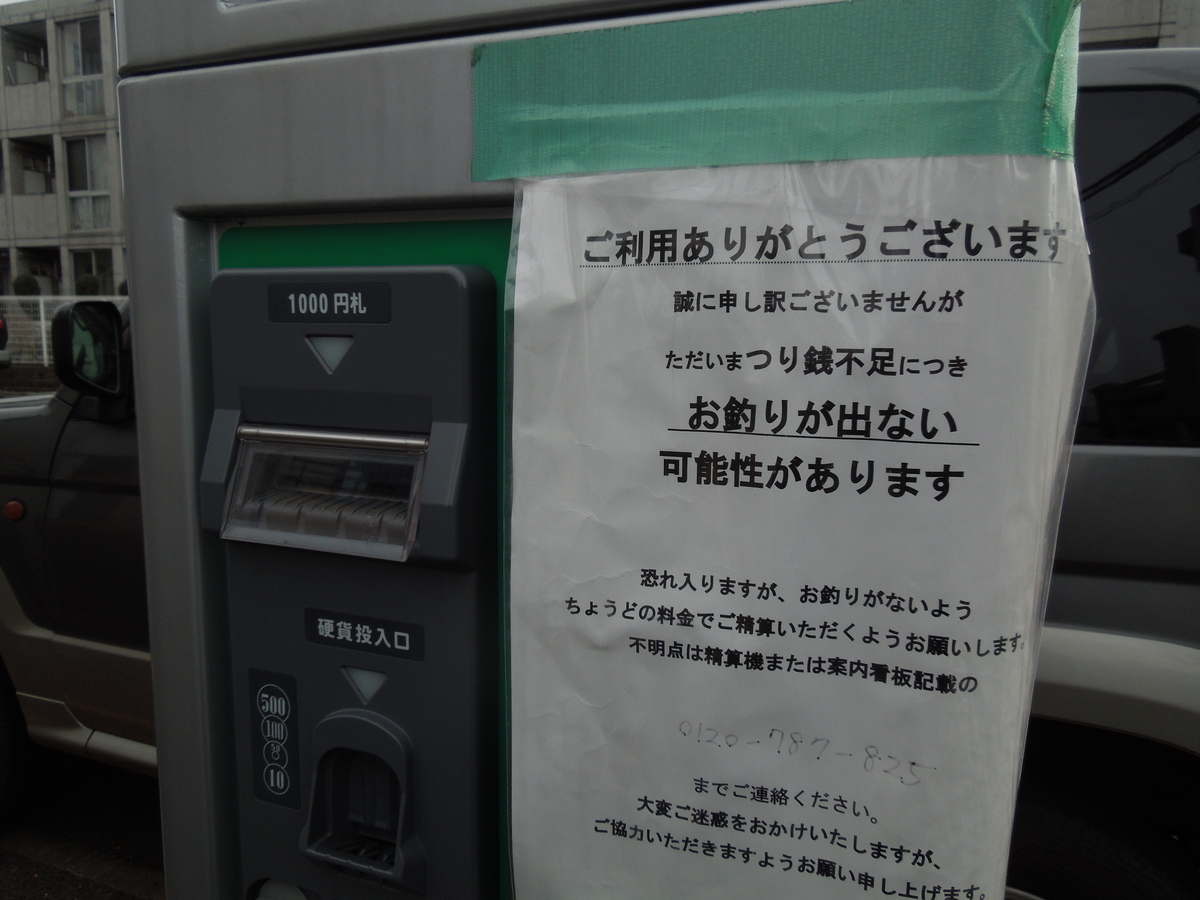 1000円札
硬貨投入口
500
100
50
10
ご利用ありがとうございます
誠に申し訳ございませんが
ただいまつり銭不足につき
お釣りが出ない
可能性があります
恐れ入りますが、お釣りがないよう
ちょうどの料金でご精算いただくようお願いします。
不明点は精算機または案内看板記載の
0120-787-825
までご連絡ください。
大変ご迷惑をおかけいたしますが、
ご協力いただきますようお願い申し上げます。